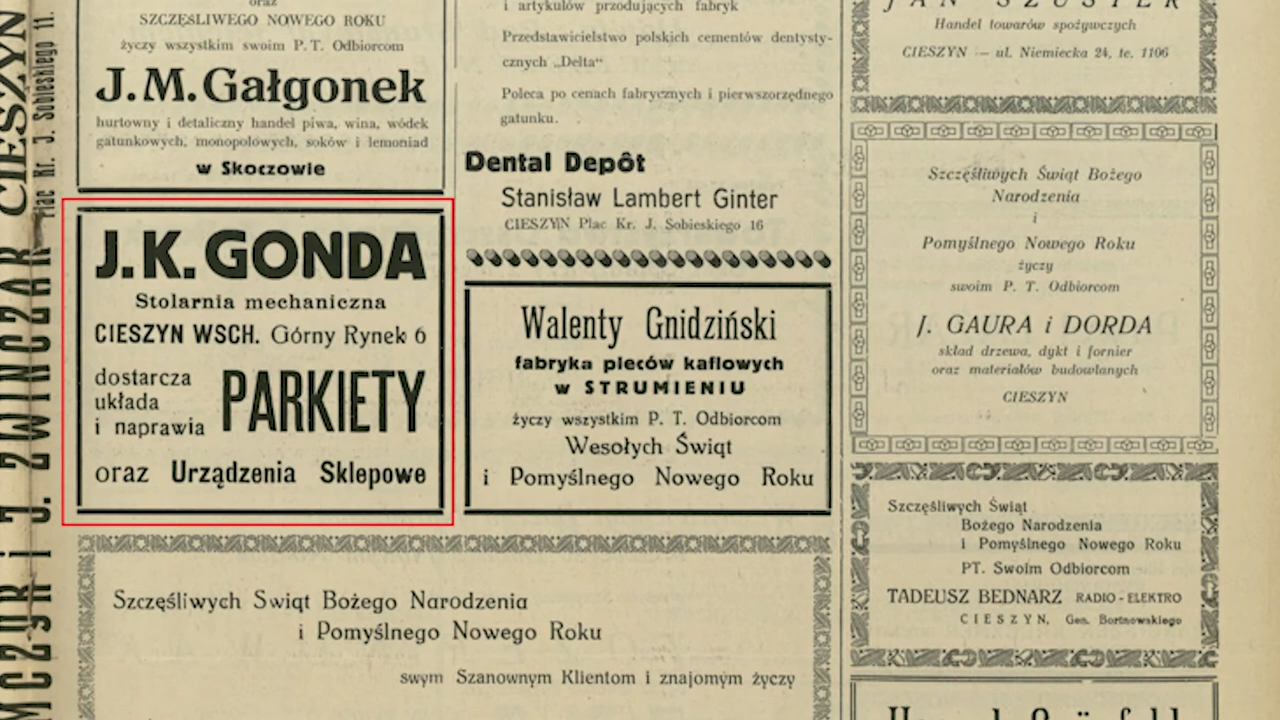 oraz
SZCZĘŚLIWEGO NOWEGO ROKU
życzy wszystkim swoim P. T. Odbiorcom
J. M. Gałgonek
hurtowny i detaliczny handel piwa, wina, wódek
gatunkowych, monopolowych, soków i lemoniad
w Skoczowie
J. K. GONDA
Stolarnia mechaniczna
CIESZYN WSCH. Górny Rynek 6
dostarcza
układa
i naprawia
PARKIETY
oraz Urządzenia Sklepowe
i artykułów przodujących fabryk
Przedstawicielstwo polskich cementów dentysty-
cznych „Delta“
Poleca po cenach fabrycznych i pierwszorzędnego
gatunku.
Dental Depôt
Stanisław Lambert Ginter
CIESZYN Plac Kr. J. Sobieskiego 16
Walenty Gnidziński
fabryka pieców kaflowych
w STRUMIENIU
życzy wszystkim P. T. Odbiorcom
Wesołych Świąt
i Pomyślnego Nowego Roku
Szczęśliwych Swiąt Bożego Narodzenia
i Pomyślnego Nowego Roku
swym Szanownym Klientom i znajomym życzy
JAN SZUSTER
Handel towarów spożywczych
CIESZYN — ul. Niemiecka 24, te. 1106
Szczęśliwych Świąt Bożego
Narodzenia
i
Pomyślnego Nowego Roku
życzy
swoim P. T. Odbiorcom
J. GAURA i DORDA
skład drzewa, dykt i fornier
oraz materiałów budowlanych
CIESZYN
Szczęśliwych Świąt
Bożego Narodzenia
i Pomyślnego Nowego Roku
PT. Swoim Odbiorcom
TADEUSZ BEDNARZ RADIO-ELEKTRO
CIESZYN, Gen. Bortnowskiego
i J. ZWINCZAR CIESZYN
Plac Kr. J. Sobieskiego 11.